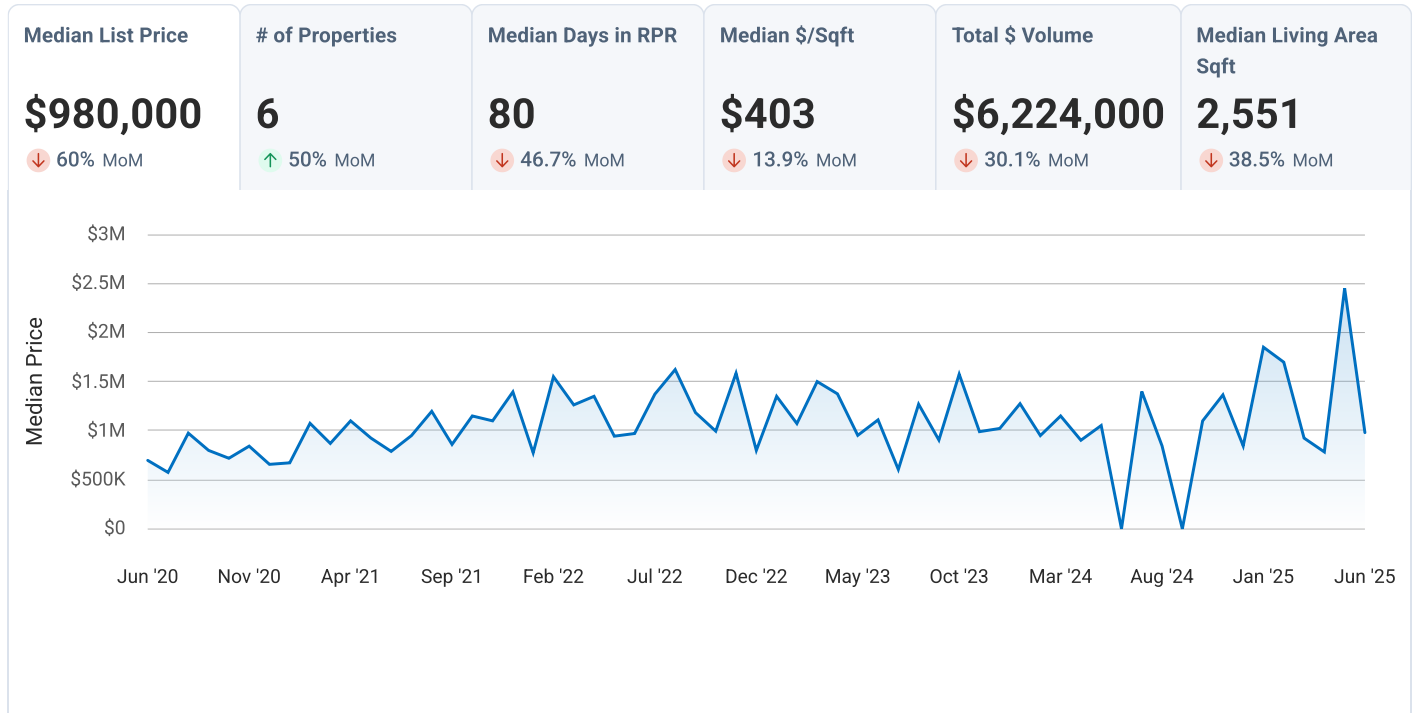 Median List Price
$980,000
60% MoM
# of Properties
6
50% MoM
Median Days in RPR
80
46.7% MoM
Median $/Sqft
$403
13.9% MoM
Total $ Volume
$6,224,000
30.1% MoM
Median Living Area
Sqft
2,551
38.5% MoM
Median Price
$3M
$2.5M
$2M
$1.5M
$1M
$500K
$0
Jun '20
Nov '20
Apr '21
Sep '21
Feb '22
Jul '22
Dec '22
May '23
Oct '23
Mar '24
Aug '24
Jan '25
Jun '25